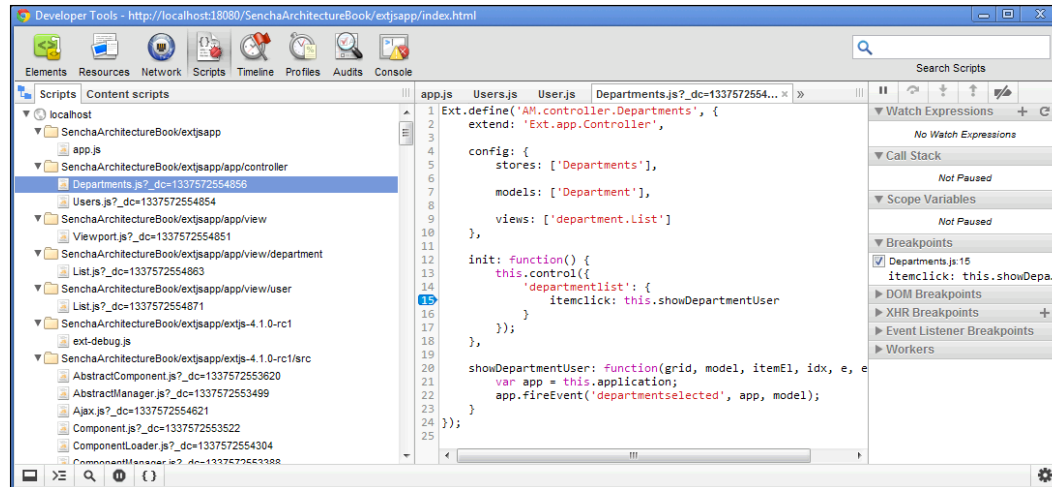 Developer Tools - http://localhost:18080/SenchaArchitectureBook/extjsapp/index.html
Elements Resources Network Scripts Timeline Profiles Audits Console
Search Scripts
Scripts Content scripts
localhost
SenchaArchitectureBook/extjsapp
app.js
SenchaArchitectureBook/extjsapp/app/controller
Departments.js?_dc=1337572554856
Users.js?_dc=1337572554854
SenchaArchitectureBook/extjsapp/app/view
Viewport.js?_dc=1337572554851
SenchaArchitectureBook/extjsapp/app/view/department
List.js?_dc=1337572554863
SenchaArchitectureBook/extjsapp/app/view/user
List.js?_dc=1337572554871
SenchaArchitectureBook/extjsapp/extjs-4.1.0-rc1
ext-debug.js
SenchaArchitectureBook/extjsapp/extjs-4.1.0-rc1/src
AbstractComponent.js?_dc=1337572553620
AbstractManager.js?_dc=1337572553499
Ajax.js?_dc=1337572554621
Component.js?_dc=1337572553522
ComponentLoader.js?_dc=1337572554304
ComponentManager.js?_dc=1337572553388
app.js Users.js User.js Departments.js?_dc=1337572554... × »
1 Ext.define('AM.controller.Departments', {
2 extend: 'Ext.app.Controller',
3
4 config: {
5 stores: ['Departments'],
6
7 models: ['Department'],
8
9 views: ['department.List']
10 },
11
12 init: function() {
13 this.control({
14 'departmentlist': {
15 itemclick: this.showDepartmentUser
16 }
17 });
18 },
19
20 showDepartmentUser: function(grid, model, itemEl, idx, e, e
21 var app = this.application;
22 app.fireEvent('departmentselected', app, model);
23 }
24 });
25
Watch Expressions
No Watch Expressions
Call Stack
Not Paused
Scope Variables
Not Paused
Breakpoints
Departments.js:15
itemclick: this.showDepa...
DOM Breakpoints
XHR Breakpoints
Event Listener Breakpoints
Workers